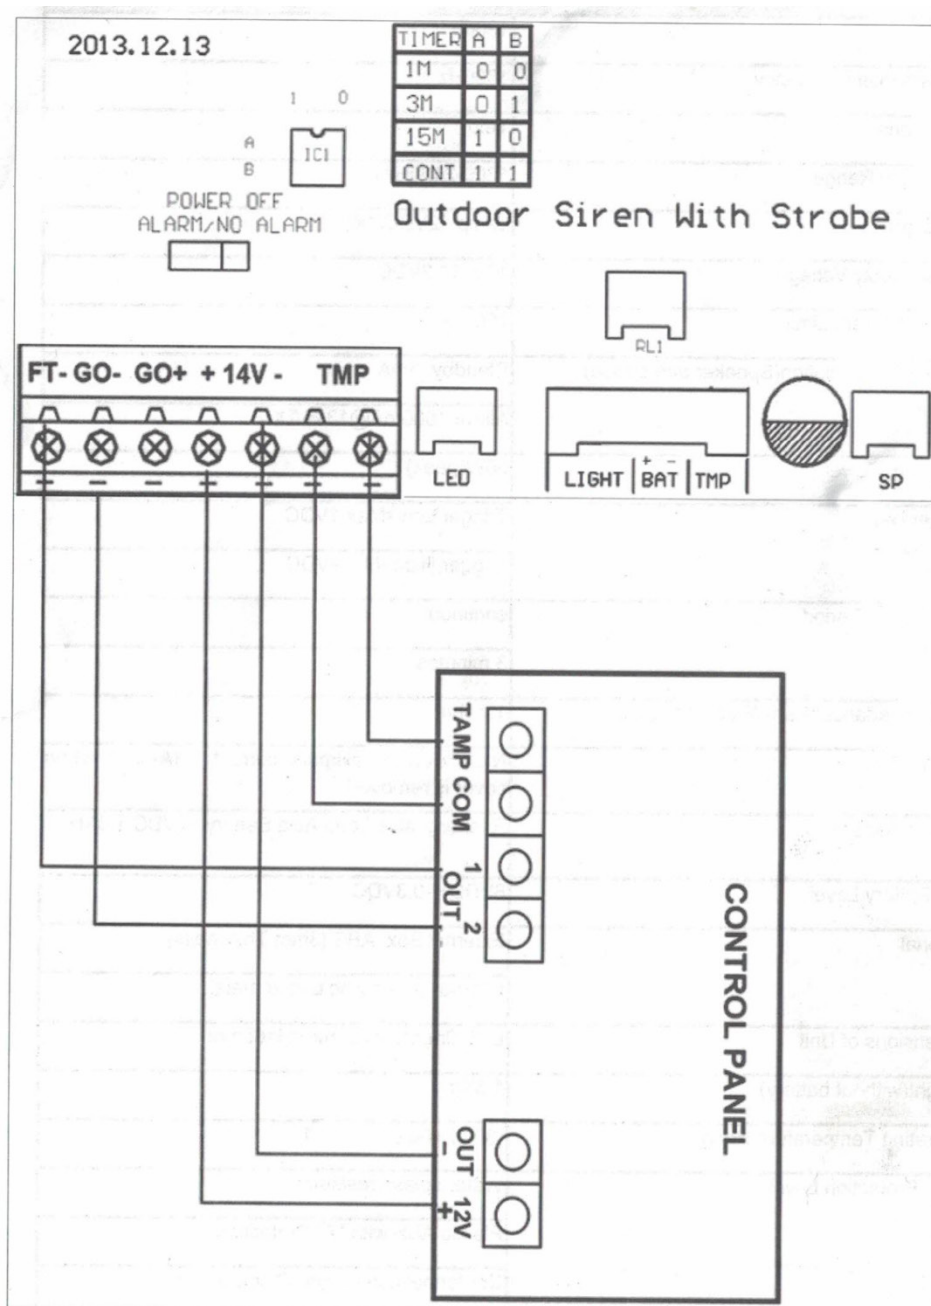 2013.12.13
TIMER A B
1M 0 0
3M 0 1
15M 1 0
CONT 1 1
1 0
A
B
IC1
POWER OFF
ALARM/NO ALARM
Outdoor Siren With Strobe
RL1
FT- GO- GO+ + 14V - TMP
LED
+ -
LIGHT BAT TMP
SP
TAMP COM
1
OUT
2
CONTROL PANEL
- OUT
+ 12V